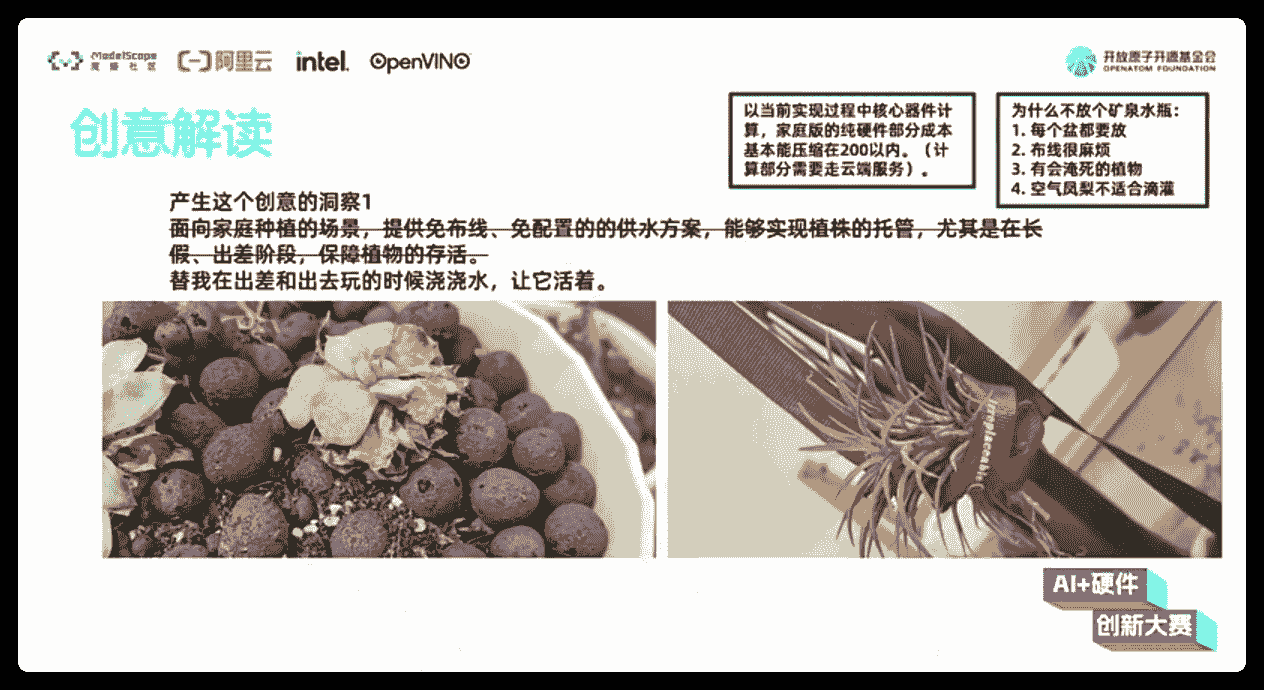 ModelScope
魔搭社区
阿里云
intel.
OpenVINO
开放原子开源基金会
OPENATOM FOUNDATION
创意解读
以当前实现过程中核心器件计
算，家庭版的纯硬件部分成本
基本能压缩在200以内。（计
算部分需要走云端服务）。
为什么不放个矿泉水瓶：
1. 每个盆都要放
2. 布线很麻烦
3. 有会淹死的植物
4. 空气凤梨不适合滴灌
产生这个创意的洞察1
面向家庭种植的场景，提供免布线、免配置的的供水方案，能够实现植株的托管，尤其是在长
假、出差阶段，保障植物的存活。
替我在出差和出去玩的时候浇浇水，让它活着。
Irreplaceabl
AI+硬件
创新大赛